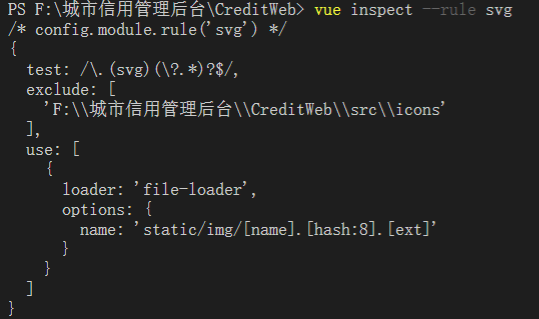 PS F:\城市信用管理后台\CreditWeb> vue inspect --rule svg
/* config.module.rule('svg') */
{
  test: /\.(svg)(\?.*)?$/,
  exclude: [
    'F:\\城市信用管理后台\\CreditWeb\\src\\icons'
  ],
  use: [
    {
      loader: 'file-loader',
      options: {
        name: 'static/img/[name].[hash:8].[ext]'
      }
    }
  ]
}